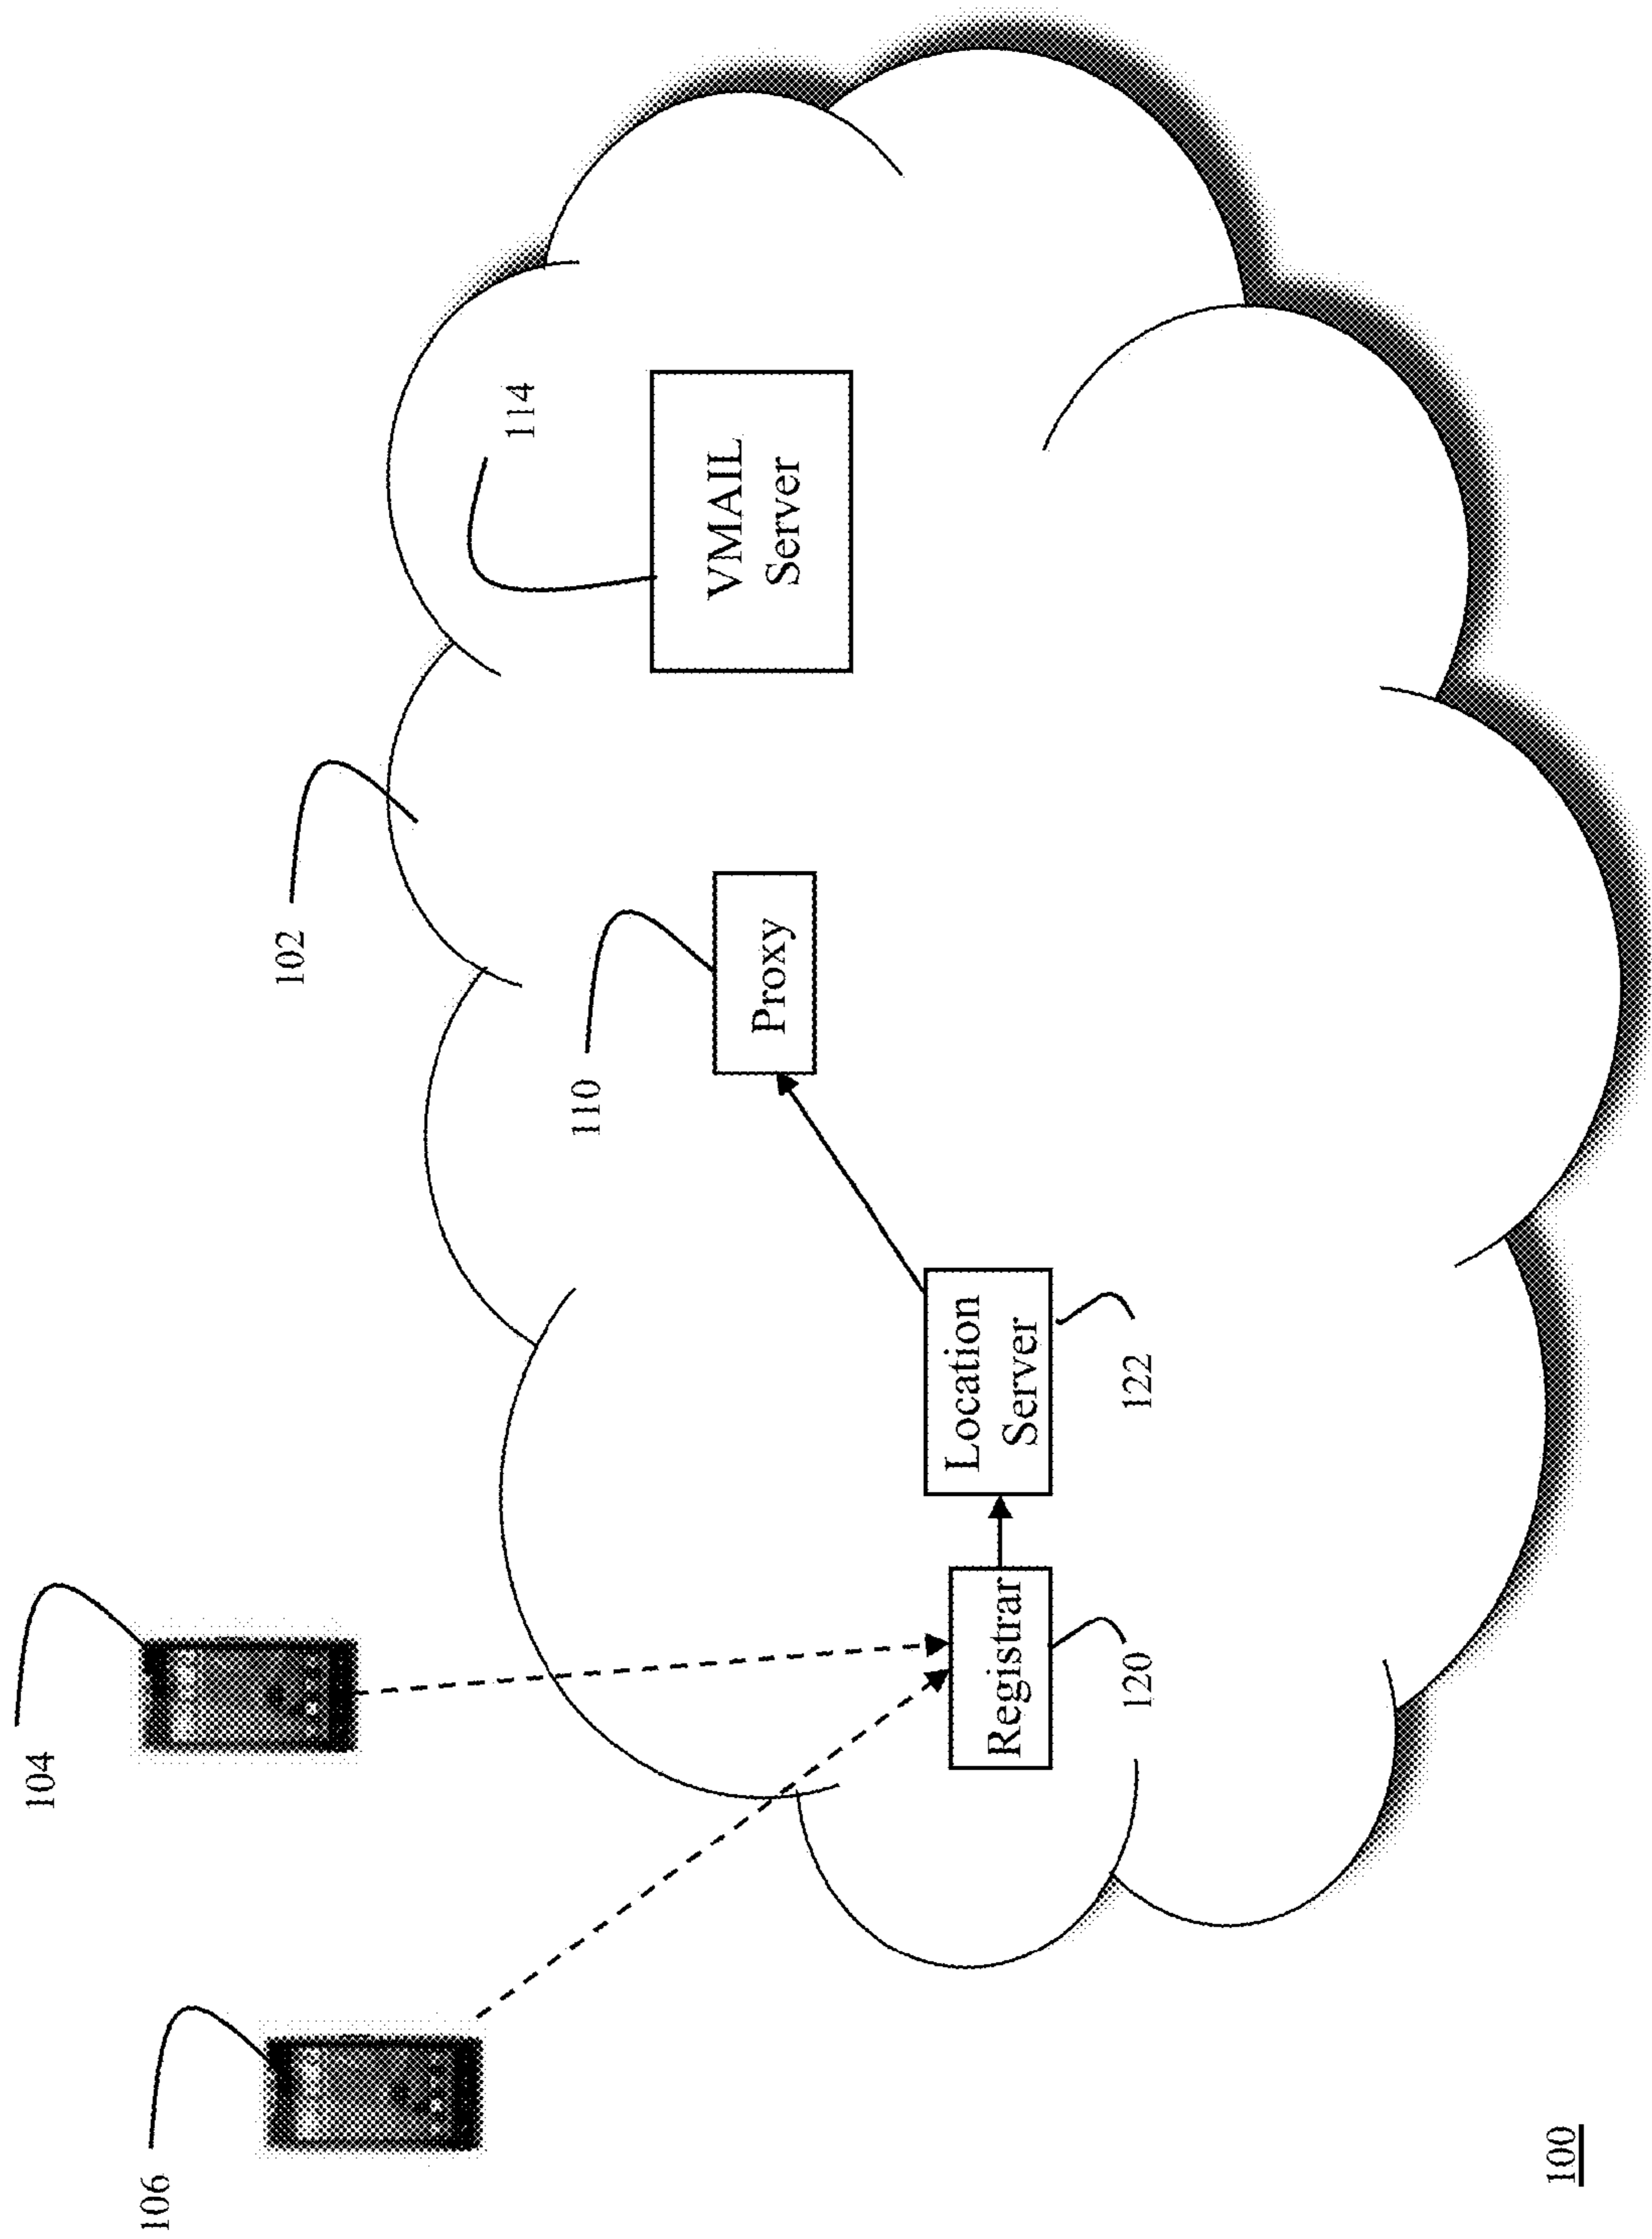 104
106
102
114
110
VMAIL
Server
Proxy
Location
Server
Registrar
120
122
100